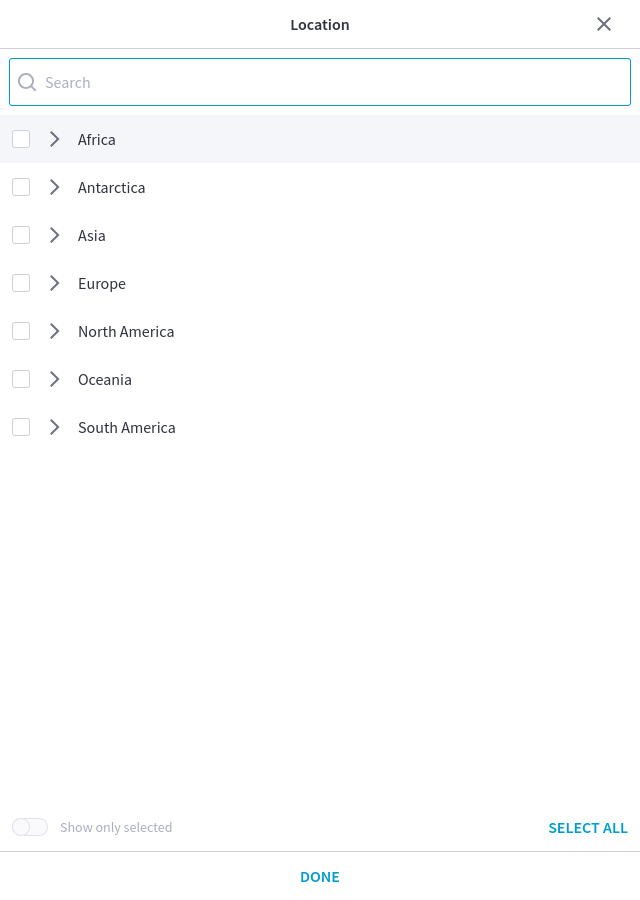 Location
Search
Africa
Antarctica
Asia
Europe
North America
Oceania
South America
Show only selected
SELECT ALL
DONE